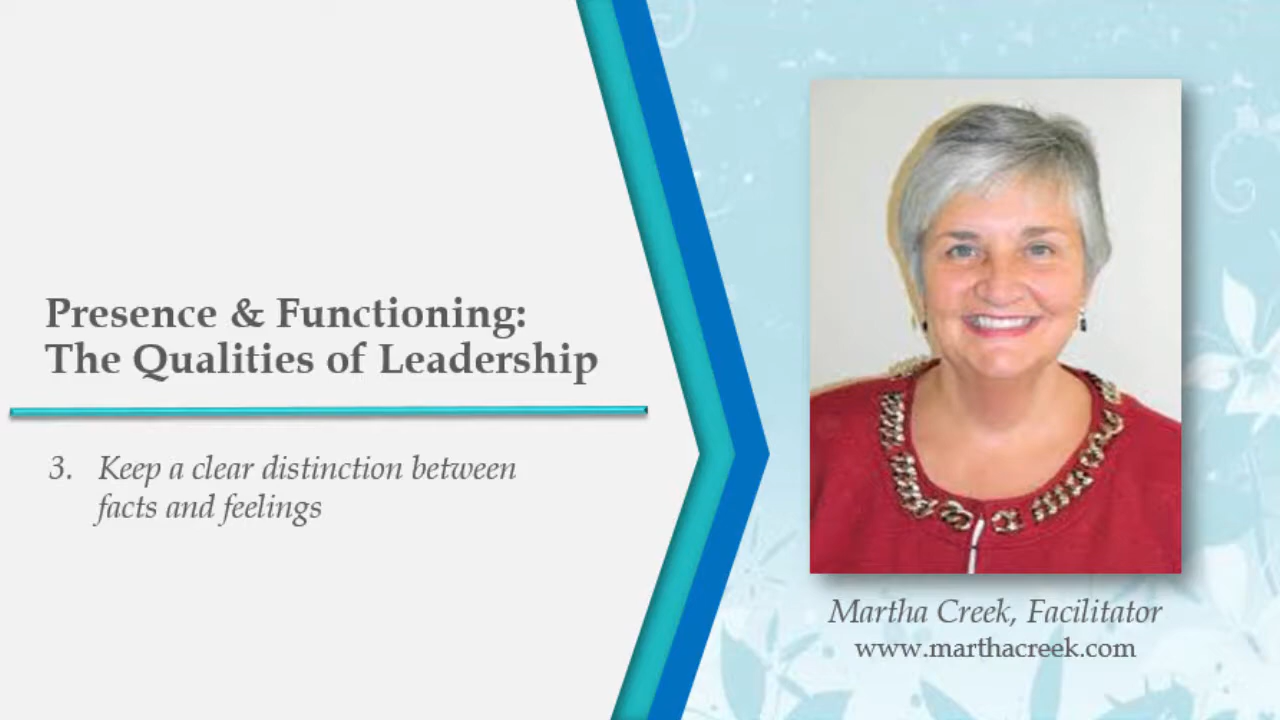 Presence & Functioning:
The Qualities of Leadership
3. Keep a clear distinction between
facts and feelings
Martha Creek, Facilitator
www.marthacreek.com